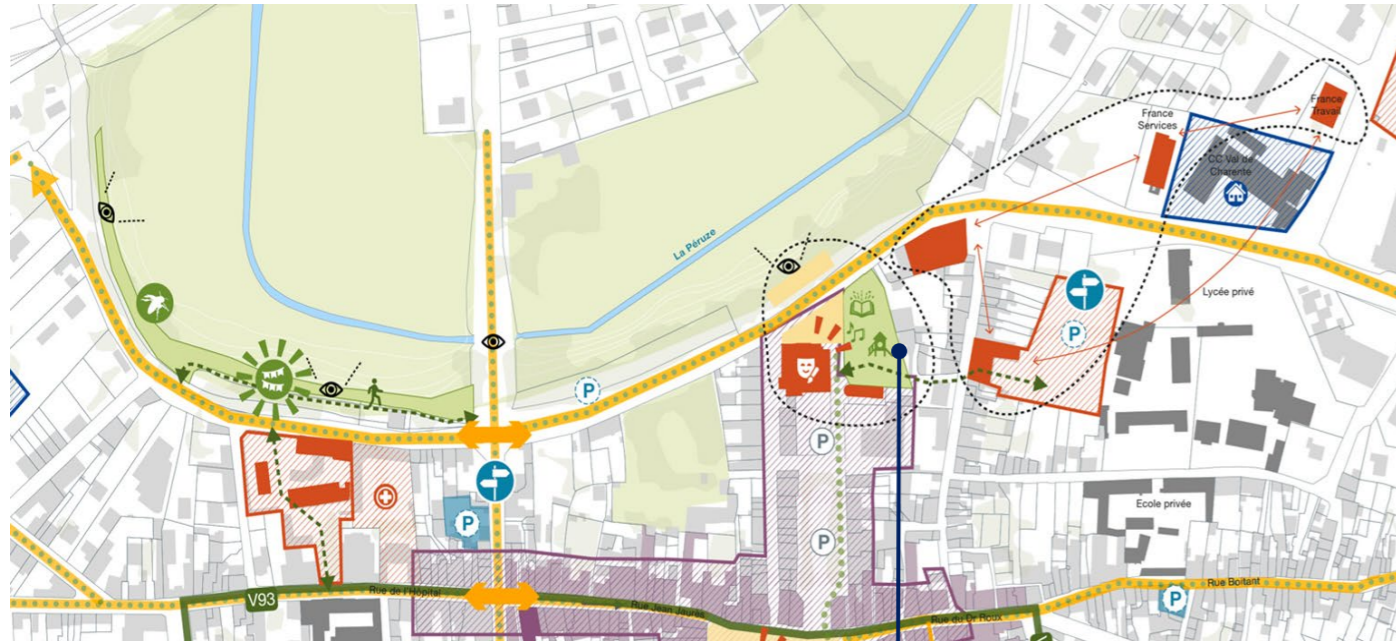 France
Travail
France
Services
CC Val de
Charente
La Péruze
Lycée privé
P
P
P
P
Ecole privée
P
P
Rue Boitant
P
V93
Rue de l'Hôpital
Rue Jean Jaurès
Rue du Dr Roux